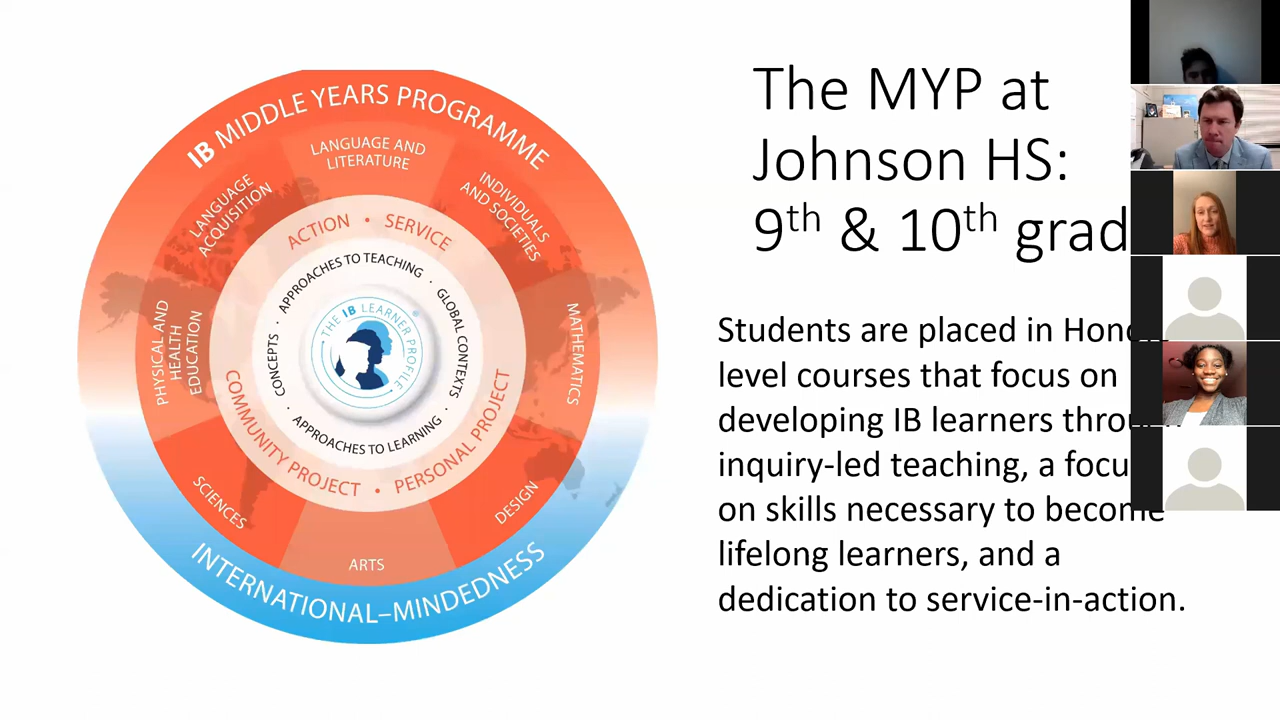 IB MIDDLE YEARS PROGRAMME
LANGUAGE AND
LITERATURE
LANGUAGE
ACQUISITION
INDIVIDUALS
AND SOCIETIES
PHYSICAL AND
HEALTH
EDUCATION
MATHEMATICS
SCIENCES
DESIGN
ARTS
INTERNATIONAL–MINDEDNESS
ACTION • SERVICE
COMMUNITY PROJECT • PERSONAL PROJECT
APPROACHES TO TEACHING · GLOBAL CONTEXTS · APPROACHES TO LEARNING · CONCEPTS ·
THE IB LEARNER PROFILE
The MYP at
Johnson HS:
9th & 10th grad
Students are placed in
level courses that focus on
developing IB learners
inquiry-led teaching, a
on skills necessary to become
lifelong learners, and a
dedication to service-in-action.